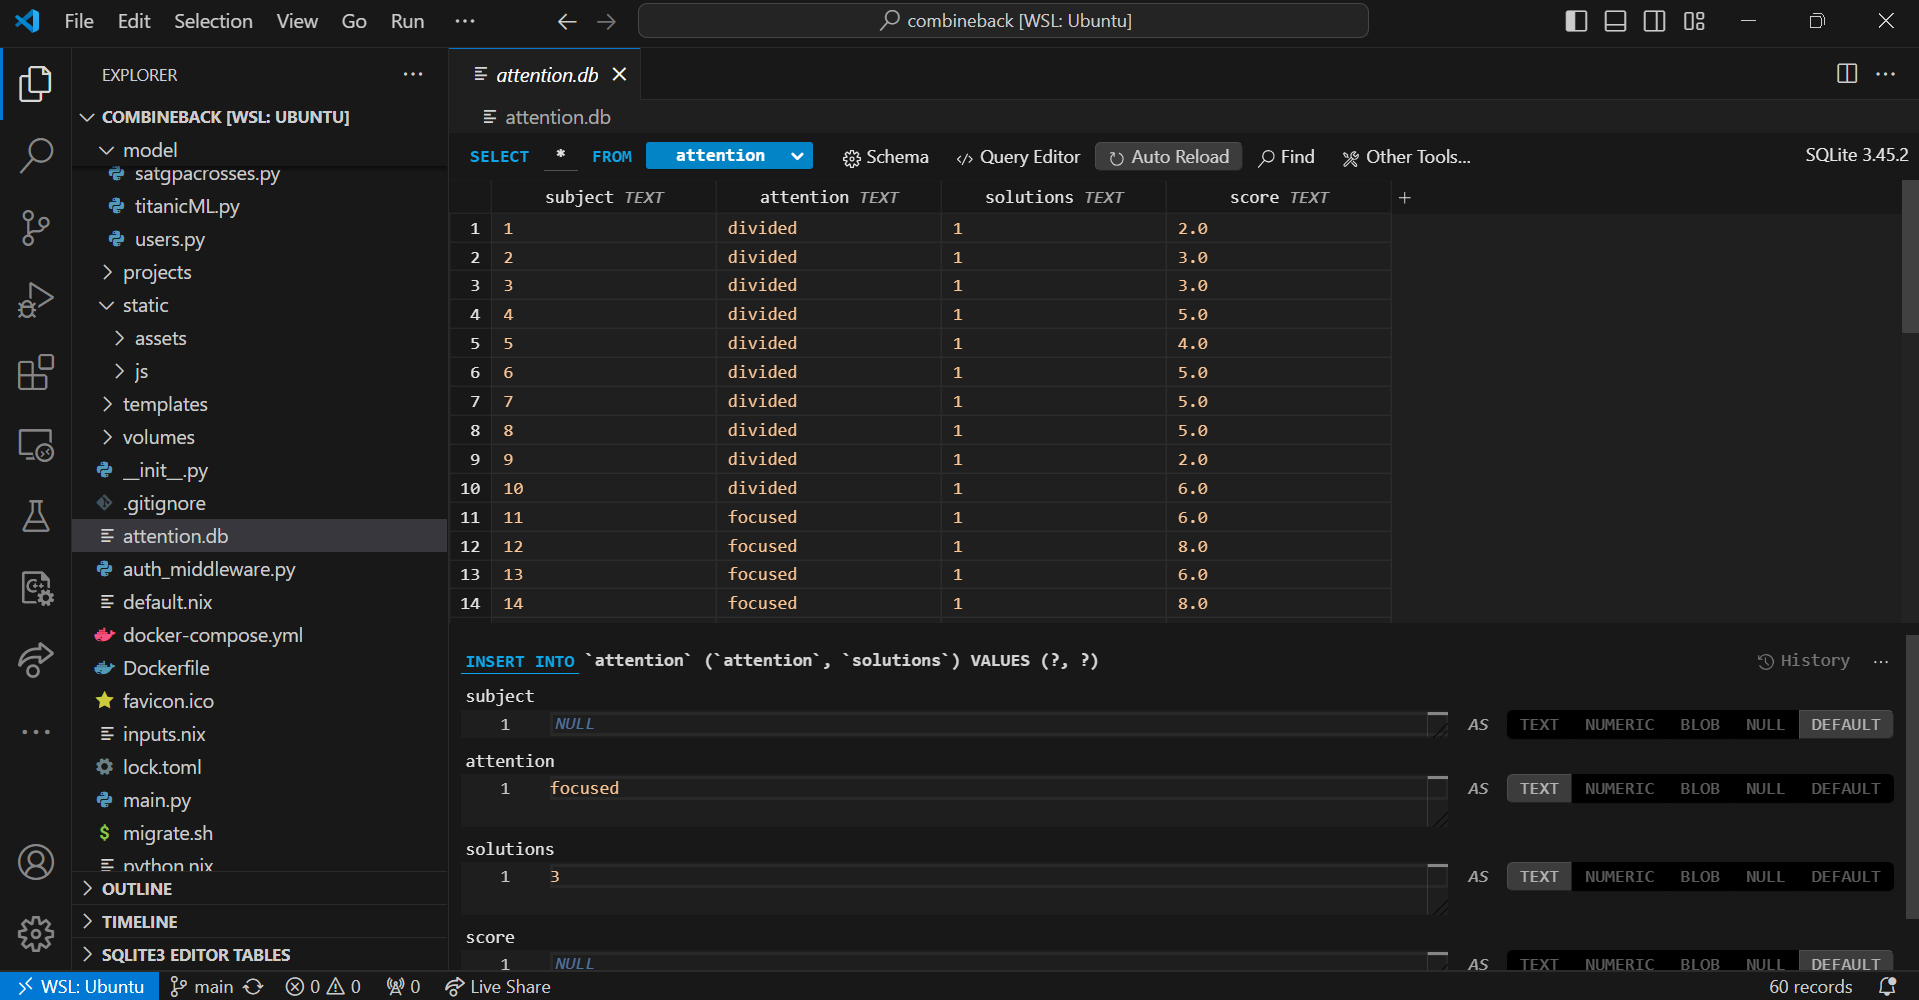 File Edit Selection View Go Run ··· combineback [WSL: Ubuntu]
EXPLORER
COMBINEBACK [WSL: UBUNTU]
model
satgpacrosses.py
titanicML.py
users.py
projects
static
assets
js
templates
volumes
__init__.py
.gitignore
attention.db
auth_middleware.py
default.nix
docker-compose.yml
Dockerfile
favicon.ico
inputs.nix
lock.toml
main.py
migrate.sh
python.nix
OUTLINE
TIMELINE
SQLITE3 EDITOR TABLES
attention.db
attention.db
SELECT * FROM attention Schema Query Editor Auto Reload Find Other Tools... SQLite 3.45.2
subject TEXT attention TEXT solutions TEXT score TEXT +
1 1 divided 1 2.0
2 2 divided 1 3.0
3 3 divided 1 3.0
4 4 divided 1 5.0
5 5 divided 1 4.0
6 6 divided 1 5.0
7 7 divided 1 5.0
8 8 divided 1 5.0
9 9 divided 1 2.0
10 10 divided 1 6.0
11 11 focused 1 6.0
12 12 focused 1 8.0
13 13 focused 1 6.0
14 14 focused 1 8.0
INSERT INTO `attention` (`attention`, `solutions`) VALUES (?, ?) History ...
subject
1 NULL AS TEXT NUMERIC BLOB NULL DEFAULT
attention
1 focused AS TEXT NUMERIC BLOB NULL DEFAULT
solutions
1 3 AS TEXT NUMERIC BLOB NULL DEFAULT
score
1 NULL AS TEXT NUMERIC BLOB NULL DEFAULT
WSL: Ubuntu main 0 0 0 Live Share 60 records